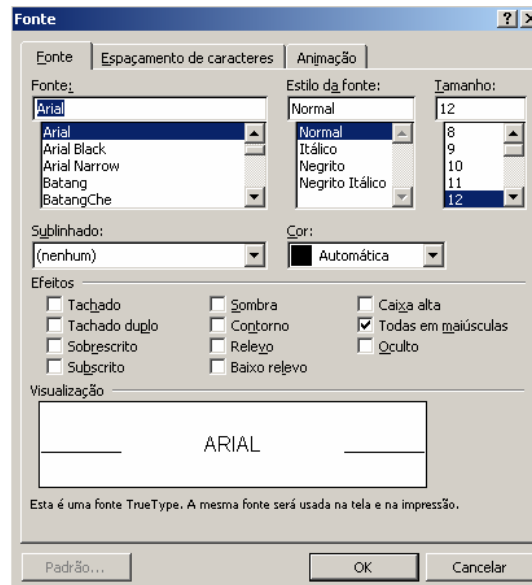 Fonte
Fonte Espaçamento de caracteres Animação
Fonte: Estilo da fonte: Tamanho:
Arial Normal 12
Arial Normal 8
Arial Black Itálico 9
Arial Narrow Negrito 10
Batang Negrito Itálico 11
BatangChe 12
Sublinhado: Cor:
(nenhum) Automática
Efeitos
Tachado Sombra Caixa alta
Tachado duplo Contorno Todas em maiúsculas
Sobrescrito Relevo Oculto
Subscrito Baixo relevo
Visualização
ARIAL
Esta é uma fonte TrueType. A mesma fonte será usada na tela e na impressão.
Padrão... OK Cancelar